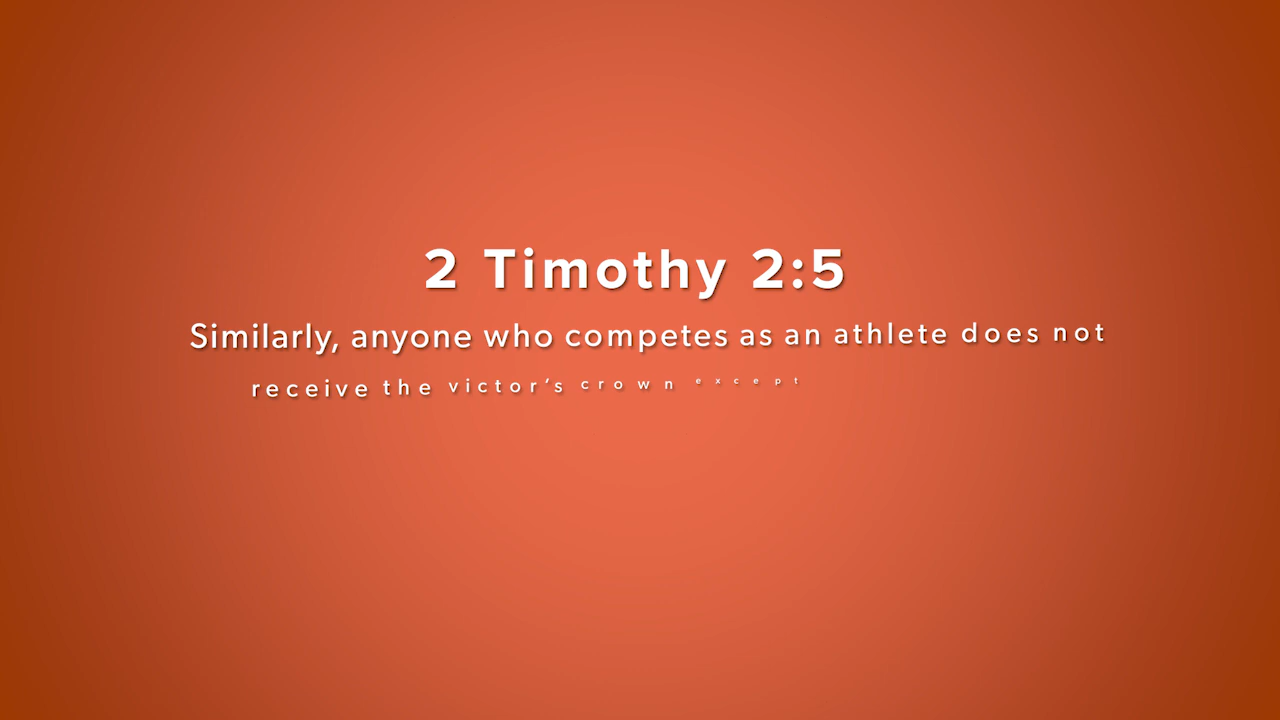 2 Timothy 2:5
Similarly, anyone who competes as an athlete does not
receive the victor’s crown except